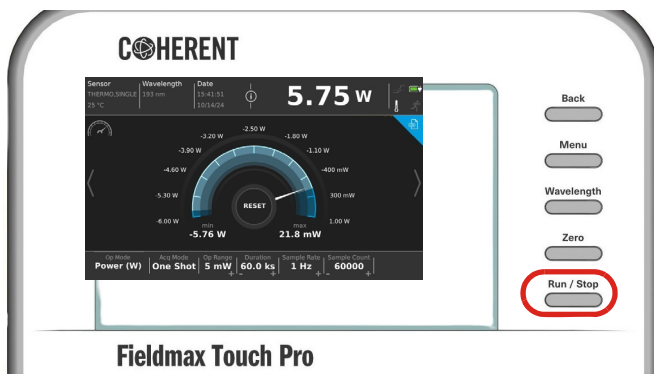 COHERENT
Sensor Wavelength Date
THERMO,SINGLE 193 nm 15:41:51
25 °C 10/14/24
5.75 W
-2.50 W
-3.20 W -1.80 W
-3.90 W -1.10 W
-4.60 W -400 mW
-5.30 W 300 mW
RESET
-6.00 W 1.00 W
min max
-5.76 W 21.8 mW
Op Mode Acq Mode Op Range Duration Sample Rate Sample Count
Power (W) One Shot 5 mW 60.0 ks 1 Hz 60000
+ - + + - +
Back
Menu
Wavelength
Zero
Run / Stop
Fieldmax Touch Pro